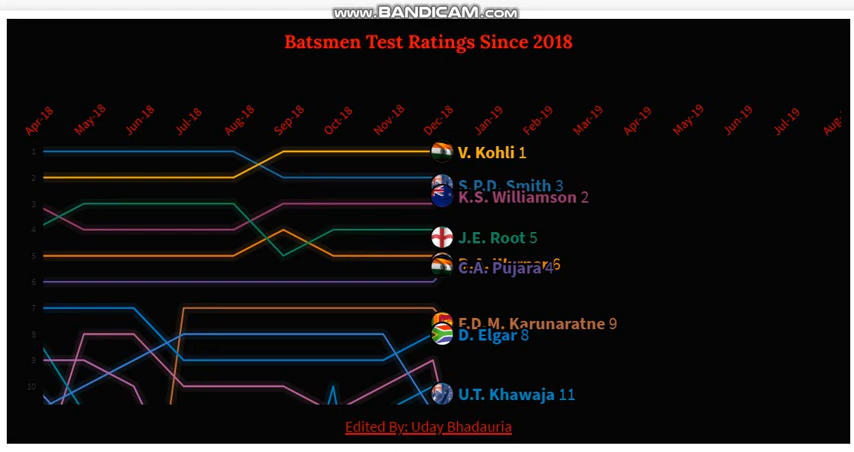 www.BANDICAM.com
Batsmen Test Ratings Since 2018
Apr-18 May-18 Jun-18 Jul-18 Aug-18 Sep-18 Oct-18 Nov-18 Dec-18 Jan-19 Feb-19 Mar-19 Apr-19 May-19 Jun-19 Jul-19 Aug-
1 V. Kohli 1
2 S.P.D. Smith 3
K.S. Williamson 2
3
4 J.E. Root 5
5 6
C.A. Pujara 4
6
7 F.D.M. Karunaratne 9
8 D. Elgar 8
9
10 U.T. Khawaja 11
Edited By: Uday Bhadauria